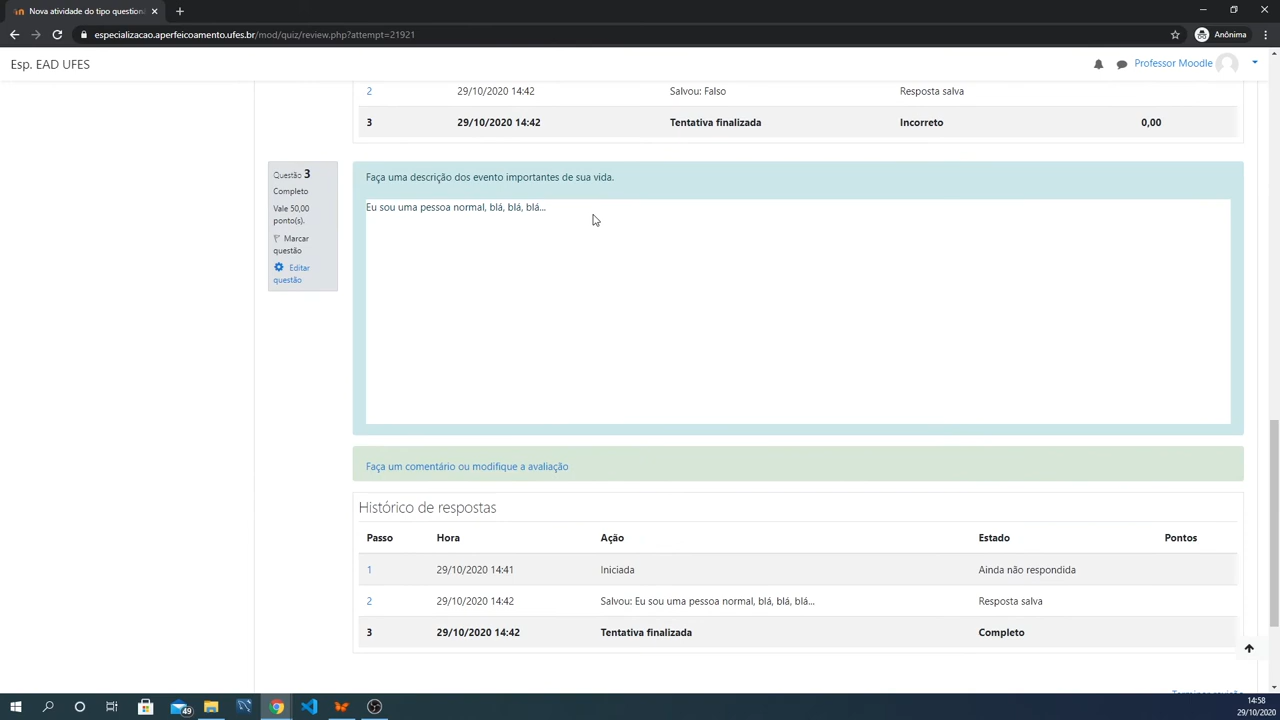 Nova atividade do tipo question
especializacao.aperfeicoamento.ufes.br/mod/quiz/review.php?attempt=21921
Anônima
Esp. EAD UFES
Professor Moodle
2 29/10/2020 14:42 Salvou: Falso Resposta salva
3 29/10/2020 14:42 Tentativa finalizada Incorreto 0,00
Questão 3
Completo
Vale 50,00
ponto(s).
Marcar
questão
Editar
questão
Faça uma descrição dos evento importantes de sua vida.
Eu sou uma pessoa normal, blá, blá, blá...
Faça um comentário ou modifique a avaliação
Histórico de respostas
Passo Hora Ação Estado Pontos
1 29/10/2020 14:41 Iniciada Ainda não respondida
2 29/10/2020 14:42 Salvou: Eu sou uma pessoa normal, blá, blá, blá... Resposta salva
3 29/10/2020 14:42 Tentativa finalizada Completo
Terminar revisão
49
14:58
29/10/2020